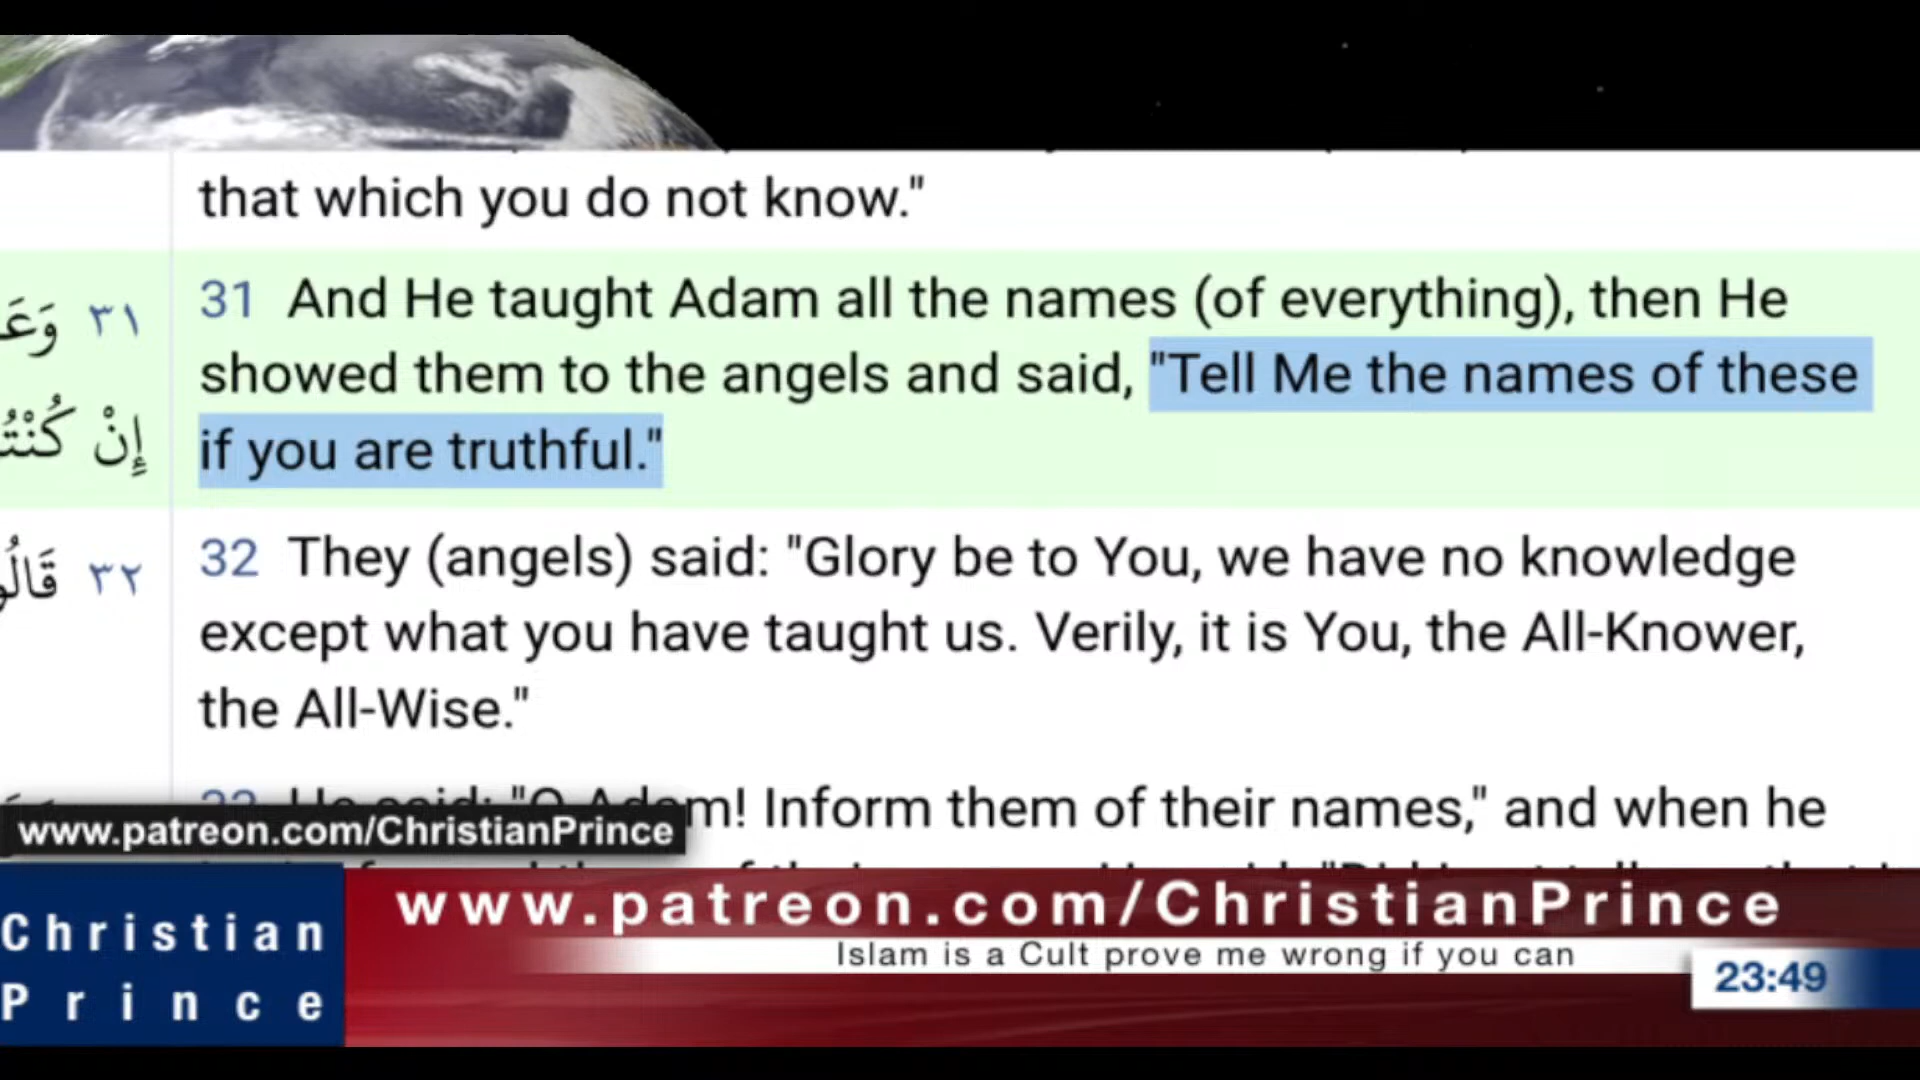 that which you do not know."
٣١ وَعَ
31 And He taught Adam all the names (of everything), then He
showed them to the angels and said, "Tell Me the names of these
إِنْ كُنْتُ
if you are truthful."
٣٢ قَالُو
32 They (angels) said: "Glory be to You, we have no knowledge
except what you have taught us. Verily, it is You, the All-Knower,
the All-Wise."
33 He said: "O Adam! Inform them of their names," and when he
www.patreon.com/ChristianPrince
www.patreon.com/ChristianPrince
Islam is a Cult prove me wrong if you can
Christian
Prince
23:49